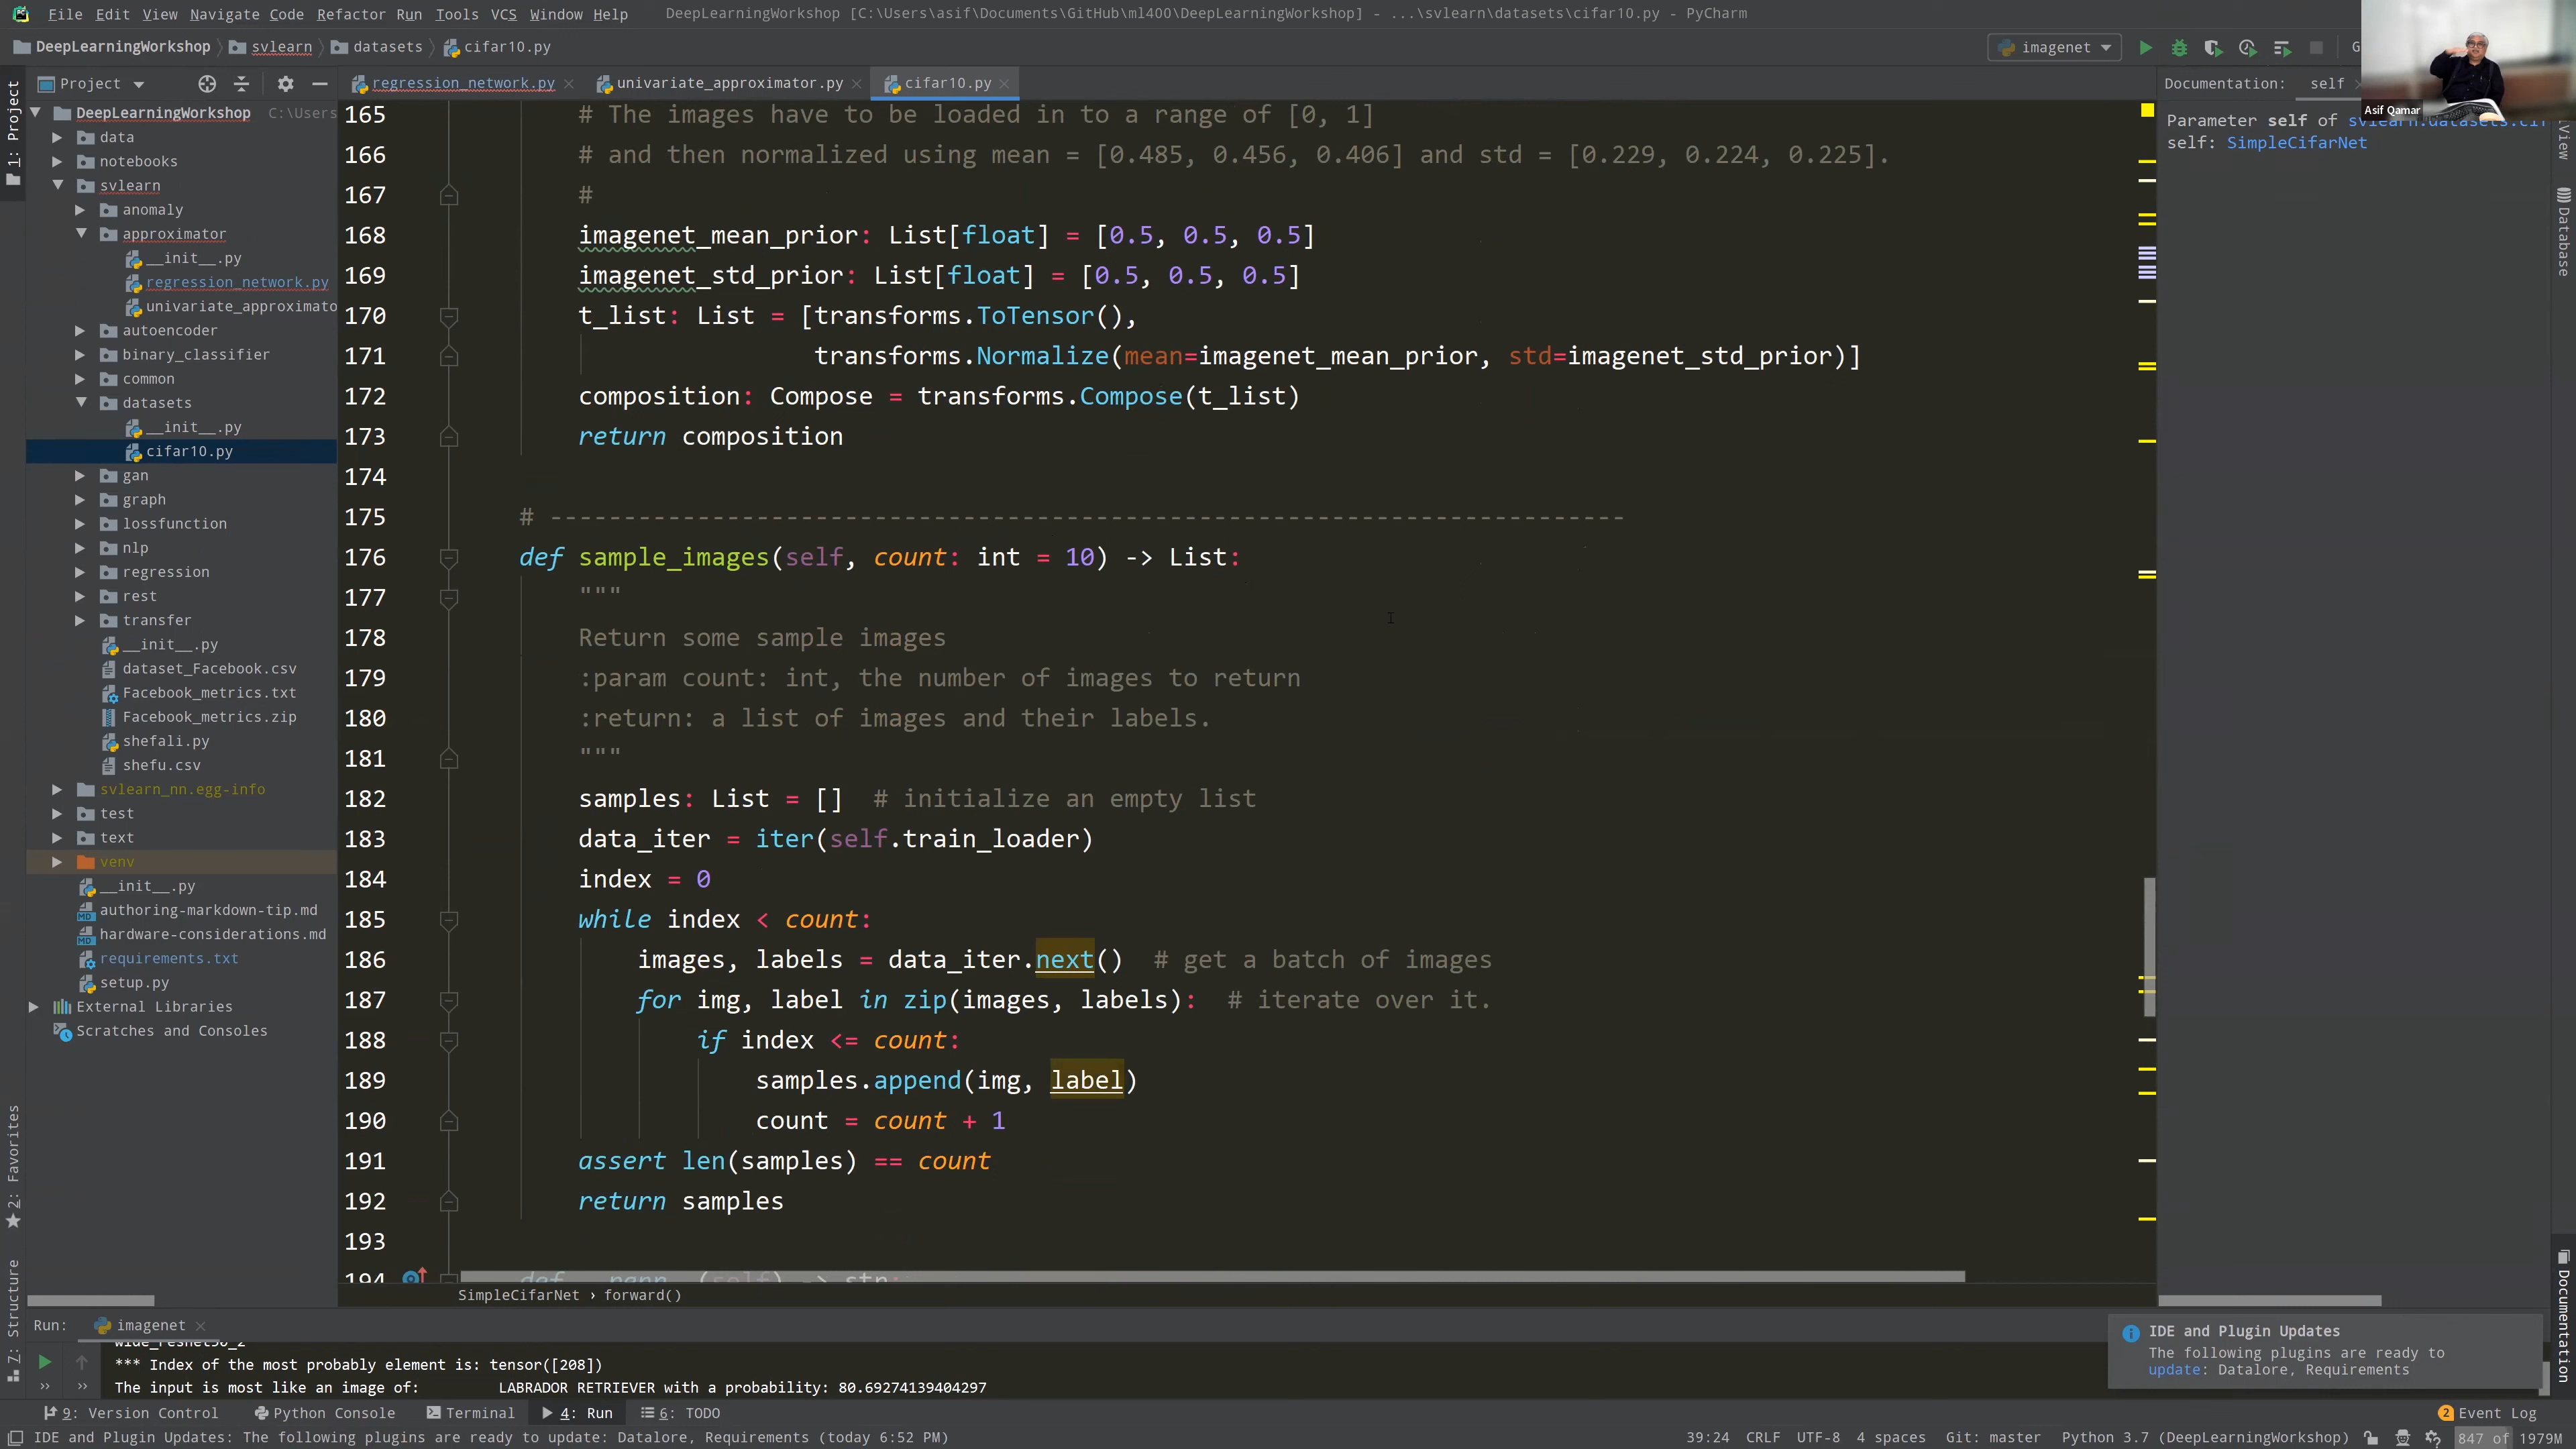 File Edit View Navigate Code Refactor Run Tools VCS Window Help
DeepLearningWorkshop [C:\Users\asif\Documents\GitHub\ml400\DeepLearningWorkshop] - ...\svlearn\datasets\cifar10.py - PyCharm
DeepLearningWorkshop svlearn datasets cifar10.py
imagenet
Project
regression_network.py univariate_approximator.py cifar10.py
Documentation: self
Asif Qamar
Parameter self of
self: SimpleCifarNet
1: Project
2: Favorites
7: Structure
View
Database
Documentation
DeepLearningWorkshop C:\Users
data
notebooks
svlearn
anomaly
approximator
__init__.py
regression_network.py
univariate_approximato
autoencoder
binary_classifier
common
datasets
__init__.py
cifar10.py
gan
graph
lossfunction
nlp
regression
rest
transfer
__init__.py
dataset_Facebook.csv
Facebook_metrics.txt
Facebook_metrics.zip
shefali.py
shefu.csv
svlearn_nn.egg-info
test
text
venv
__init__.py
authoring-markdown-tip.md
hardware-considerations.md
requirements.txt
setup.py
External Libraries
Scratches and Consoles
165 # The images have to be loaded in to a range of [0, 1]
166 # and then normalized using mean = [0.485, 0.456, 0.406] and std = [0.229, 0.224, 0.225].
167 #
168 imagenet_mean_prior: List[float] = [0.5, 0.5, 0.5]
169 imagenet_std_prior: List[float] = [0.5, 0.5, 0.5]
170 t_list: List = [transforms.ToTensor(),
171 transforms.Normalize(mean=imagenet_mean_prior, std=imagenet_std_prior)]
172 composition: Compose = transforms.Compose(t_list)
173 return composition
174
175 # -------------------------------------------------------------------------
176 def sample_images(self, count: int = 10) -> List:
177 """
178 Return some sample images
179 :param count: int, the number of images to return
180 :return: a list of images and their labels.
181 """
182 samples: List = [] # initialize an empty list
183 data_iter = iter(self.train_loader)
184 index = 0
185 while index < count:
186 images, labels = data_iter.next() # get a batch of images
187 for img, label in zip(images, labels): # iterate over it.
188 if index <= count:
189 samples.append(img, label)
190 count = count + 1
191 assert len(samples) == count
192 return samples
193
194
SimpleCifarNet › forward()
Run: imagenet
wide_resnet50_2
*** Index of the most probably element is: tensor([208])
The input is most like an image of: LABRADOR RETRIEVER with a probability: 80.69274139404297
IDE and Plugin Updates
The following plugins are ready to
update: Datalore, Requirements
9: Version Control Python Console Terminal 4: Run 6: TODO
2 Event Log
IDE and Plugin Updates: The following plugins are ready to update: Datalore, Requirements (today 6:52 PM)
39:24 CRLF UTF-8 4 spaces Git: master Python 3.7 (DeepLearningWorkshop) 847 of 1979M